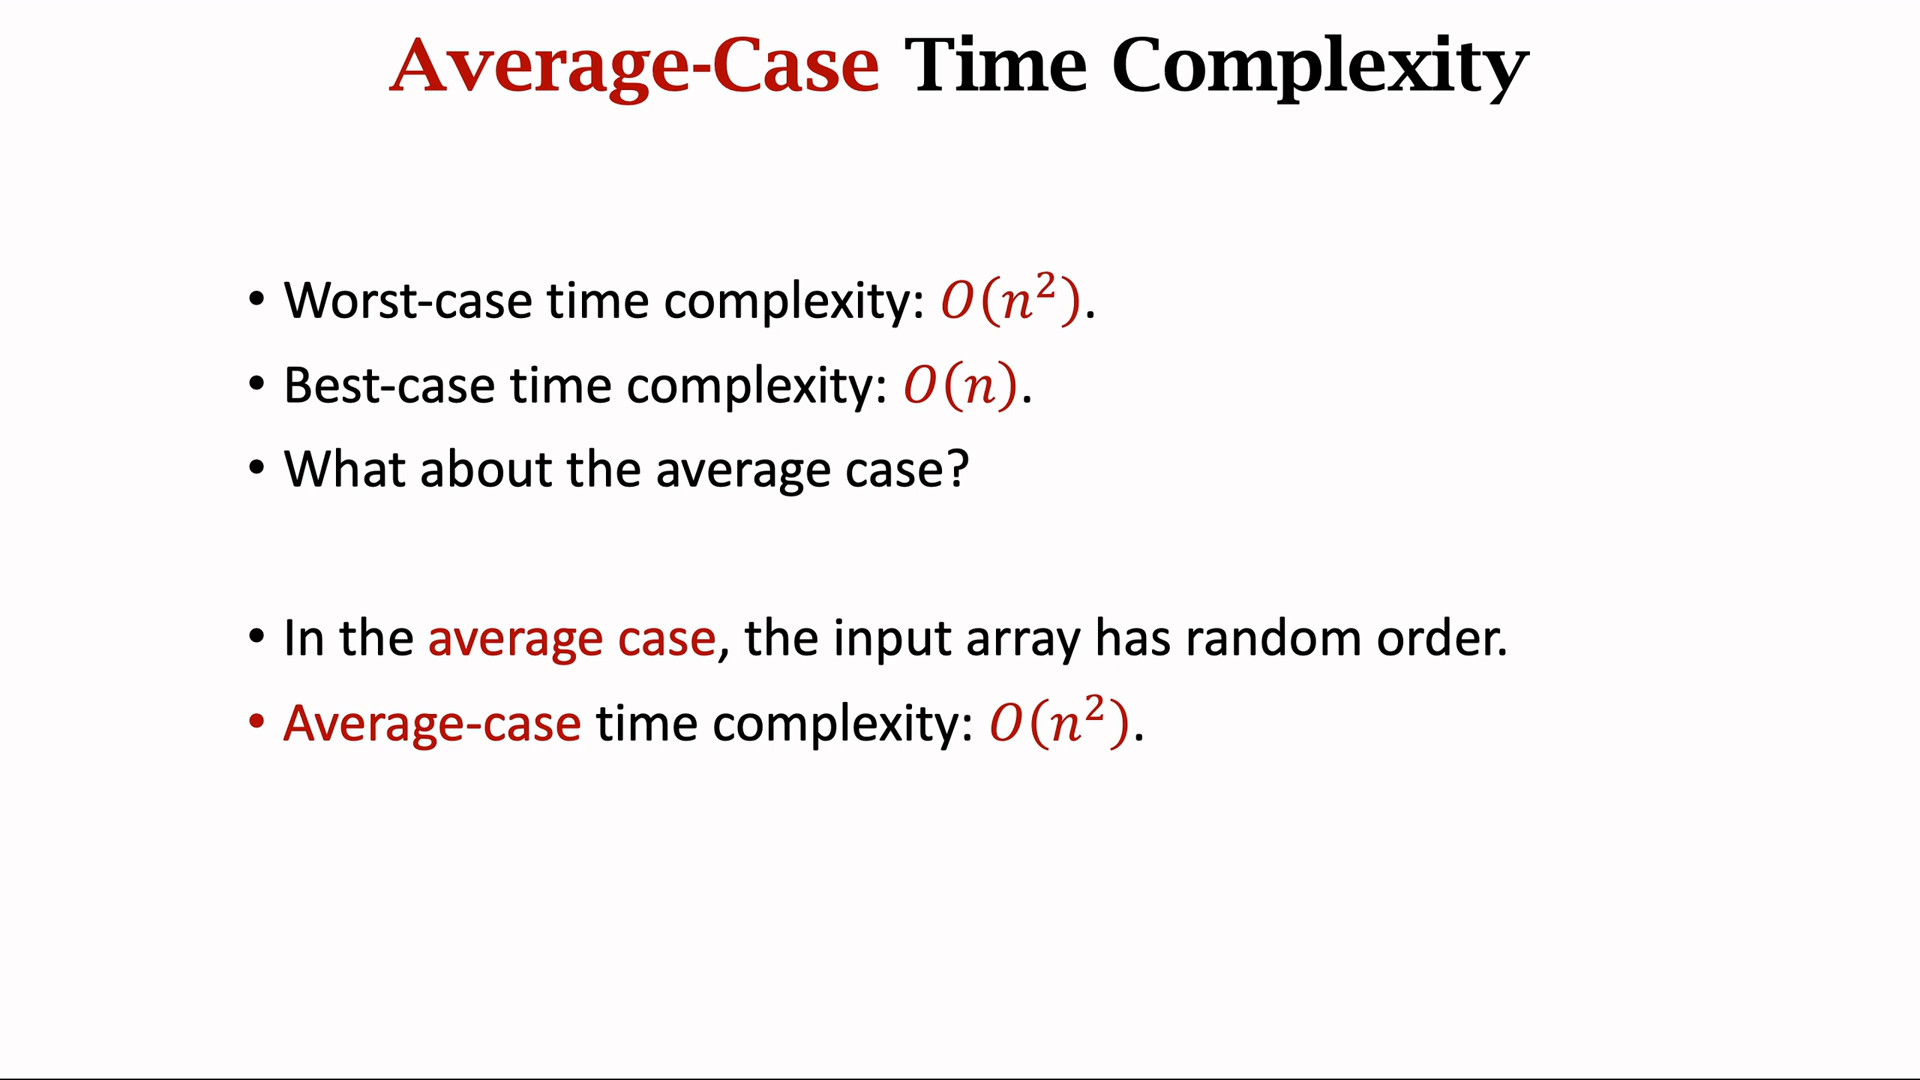 Average-Case Time Complexity
• Worst-case time complexity: O(n²).
• Best-case time complexity: O(n).
• What about the average case?
• In the average case, the input array has random order.
• Average-case time complexity: O(n²).